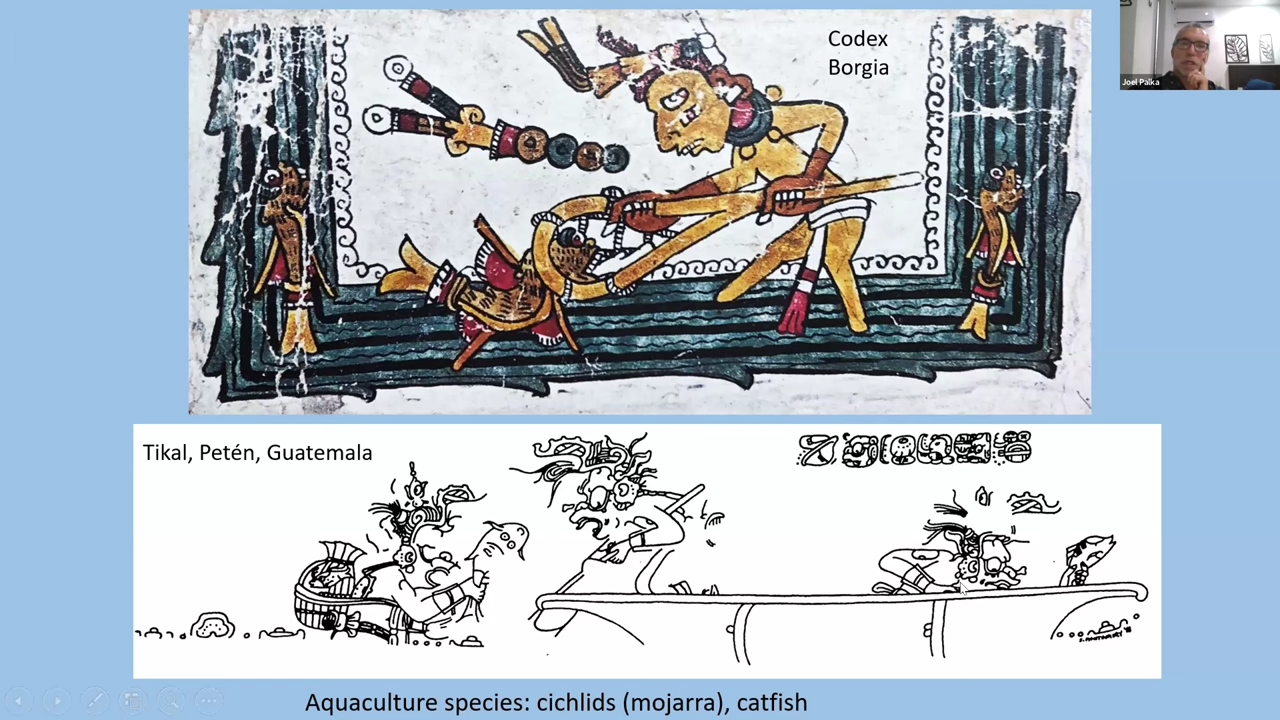 Codex
Borgia
Joel Palka
Tikal, Petén, Guatemala
Aquaculture species: cichlids (mojarra), catfish